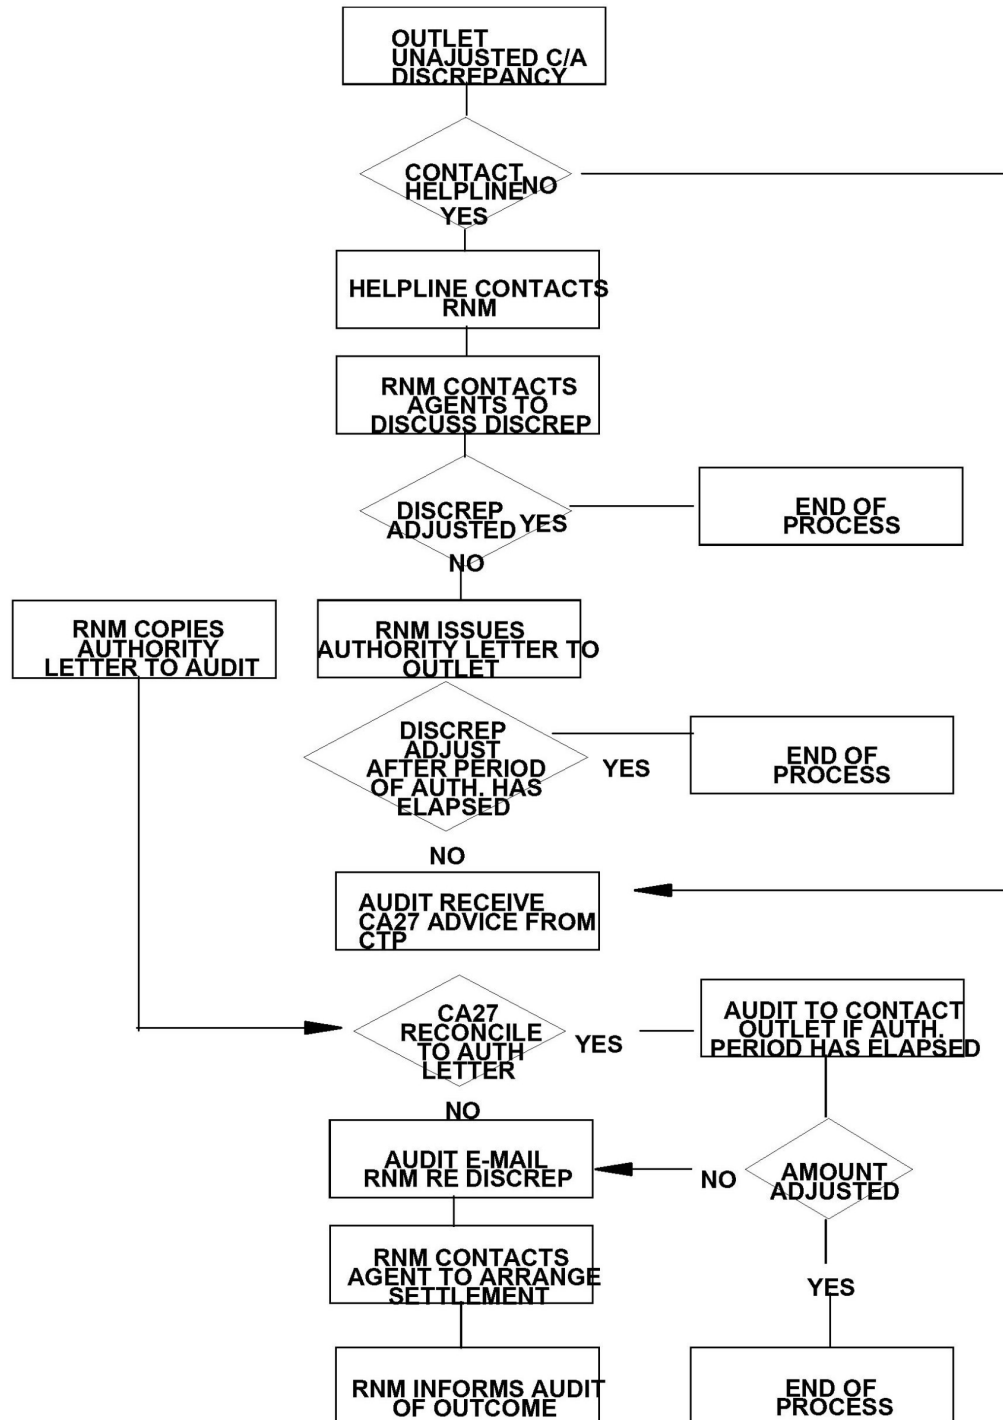 OUTLET
UNAJUSTED C/A
DISCREPANCY
CONTACT
HELPLINE
NO
YES
HELPLINE CONTACTS
RNM
RNM CONTACTS
AGENTS TO
DISCUSS DISCREP
DISCREP
ADJUSTED
YES
NO
END OF
PROCESS
RNM COPIES
AUTHORITY
LETTER TO AUDIT
RNM ISSUES
AUTHORITY LETTER TO
OUTLET
DISCREP
ADJUST
AFTER PERIOD
OF AUTH. HAS
ELAPSED
YES
NO
END OF
PROCESS
AUDIT RECEIVE
CA27 ADVICE FROM
CTP
CA27
RECONCILE
TO AUTH
LETTER
YES
NO
AUDIT TO CONTACT
OUTLET IF AUTH.
PERIOD HAS ELAPSED
AUDIT E-MAIL
RNM RE DISCREP
NO
AMOUNT
ADJUSTED
YES
RNM CONTACTS
AGENT TO ARRANGE
SETTLEMENT
RNM INFORMS AUDIT
OF OUTCOME
END OF
PROCESS